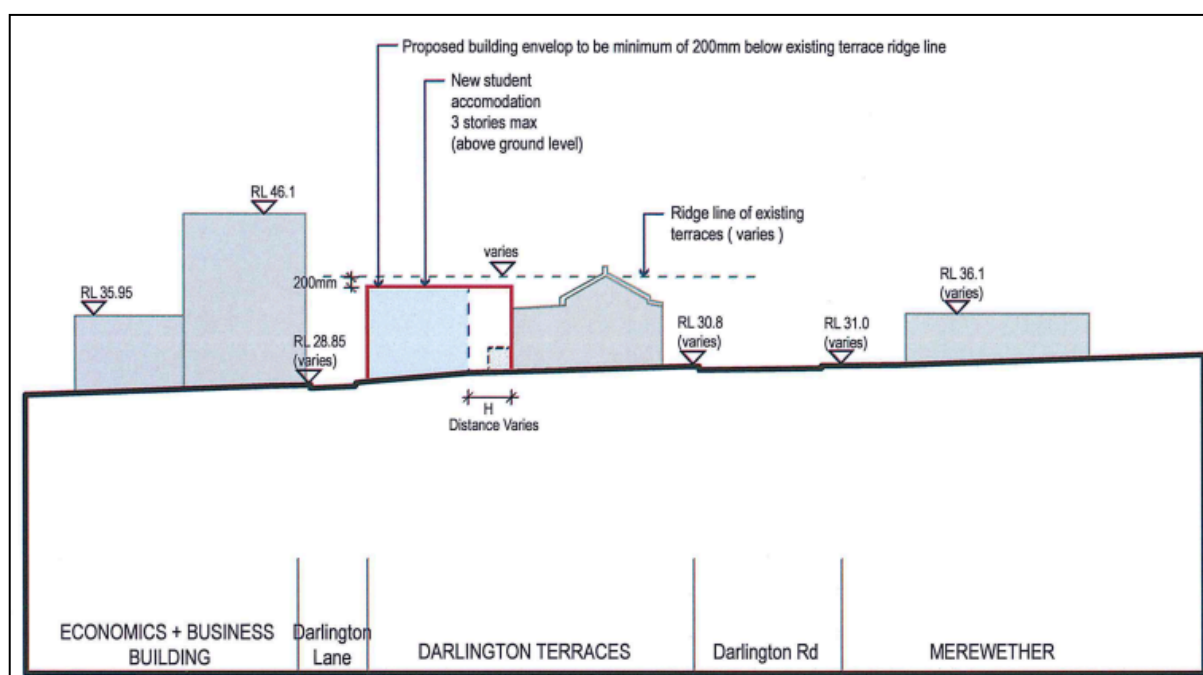 Proposed building envelop to be minimum of 200mm below existing terrace ridge line
New student
accomodation
3 stories max
(above ground level)
RL 46.1
Ridge line of existing
terraces ( varies )
varies
200mm
RL 35.95
RL 36.1
(varies)
RL 28.85
(varies)
RL 30.8
(varies)
RL 31.0
(varies)
H
Distance Varies
ECONOMICS + BUSINESS
BUILDING
Darlington
Lane
DARLINGTON TERRACES
Darlington Rd
MEREWETHER